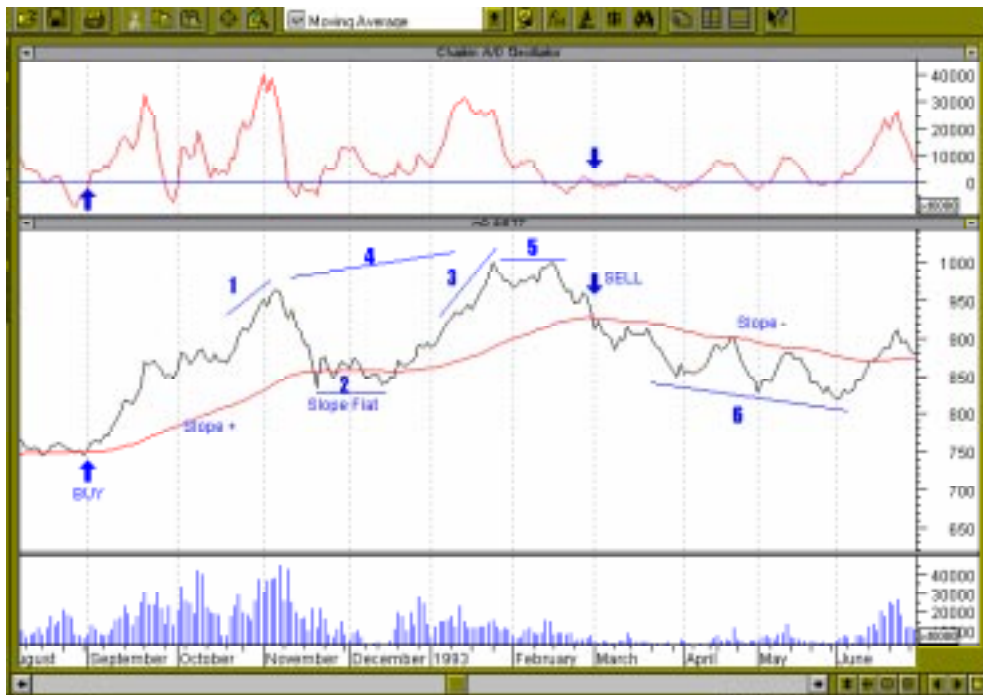 Moving Average
Chaikin A/D Oscillator
40000
30000
20000
10000
0
1
4
3
5
SELL
1000
950
900
850
800
750
700
650
Slope -
2
Slope Flat
6
Slope +
BUY
40000
30000
20000
ugust September October November December 1993 February March April May June